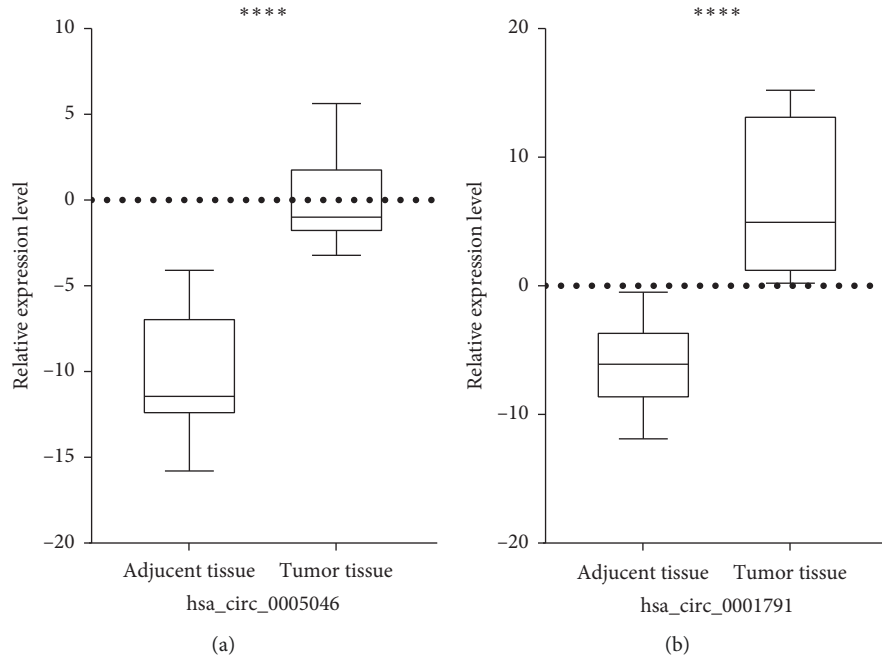 ****
10
5
0
−5
−10
−15
−20
Relative expression level
Adjucent tissue
Tumor tissue
hsa_circ_0005046
(a)
****
20
10
0
−10
−20
Relative expression level
Adjucent tissue
Tumor tissue
hsa_circ_0001791
(b)